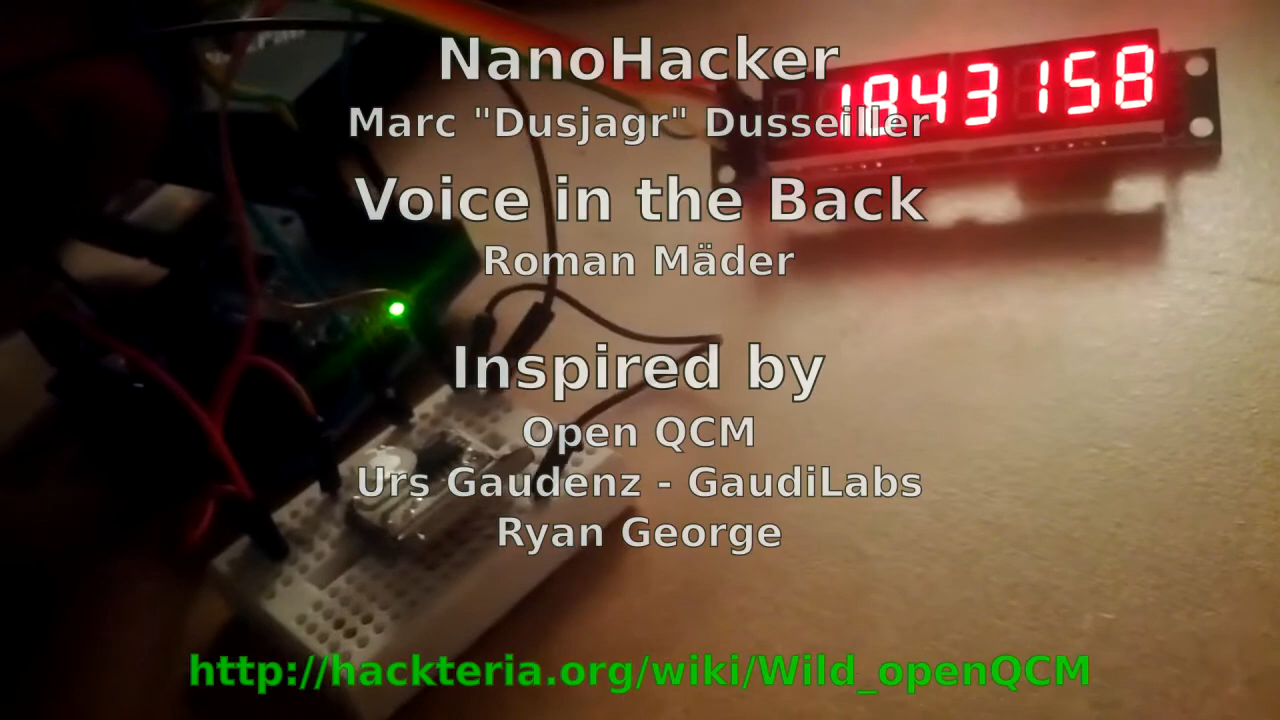 NanoHacker
1843158
Marc "Dusjagr" Dusseiller
Voice in the Back
Roman Mäder
Inspired by
Open QCM
Urs Gaudenz - GaudiLabs
Ryan George
http://hackteria.org/wiki/Wild_openQCM